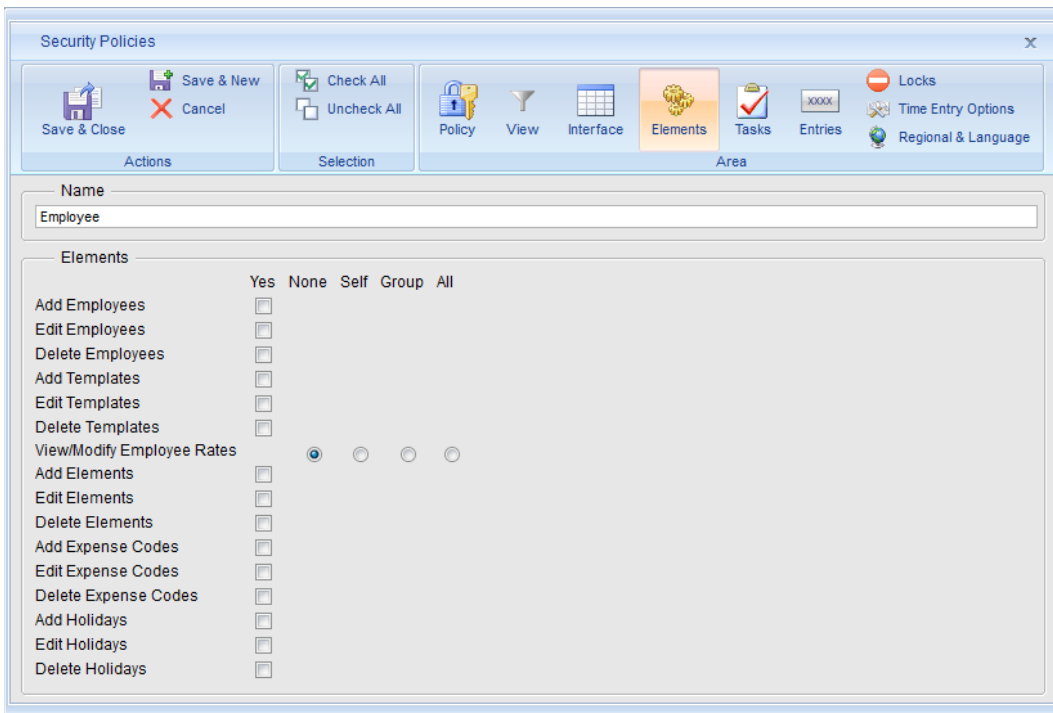 Security Policies
x
Save & Close
Save & New
Cancel
Actions
Check All
Uncheck All
Selection
Policy
View
Interface
Elements
Tasks
XXXX
Entries
Locks
Time Entry Options
Regional & Language
Area
Name
Employee
Elements
Yes None Self Group All
Add Employees
Edit Employees
Delete Employees
Add Templates
Edit Templates
Delete Templates
View/Modify Employee Rates
Add Elements
Edit Elements
Delete Elements
Add Expense Codes
Edit Expense Codes
Delete Expense Codes
Add Holidays
Edit Holidays
Delete Holidays